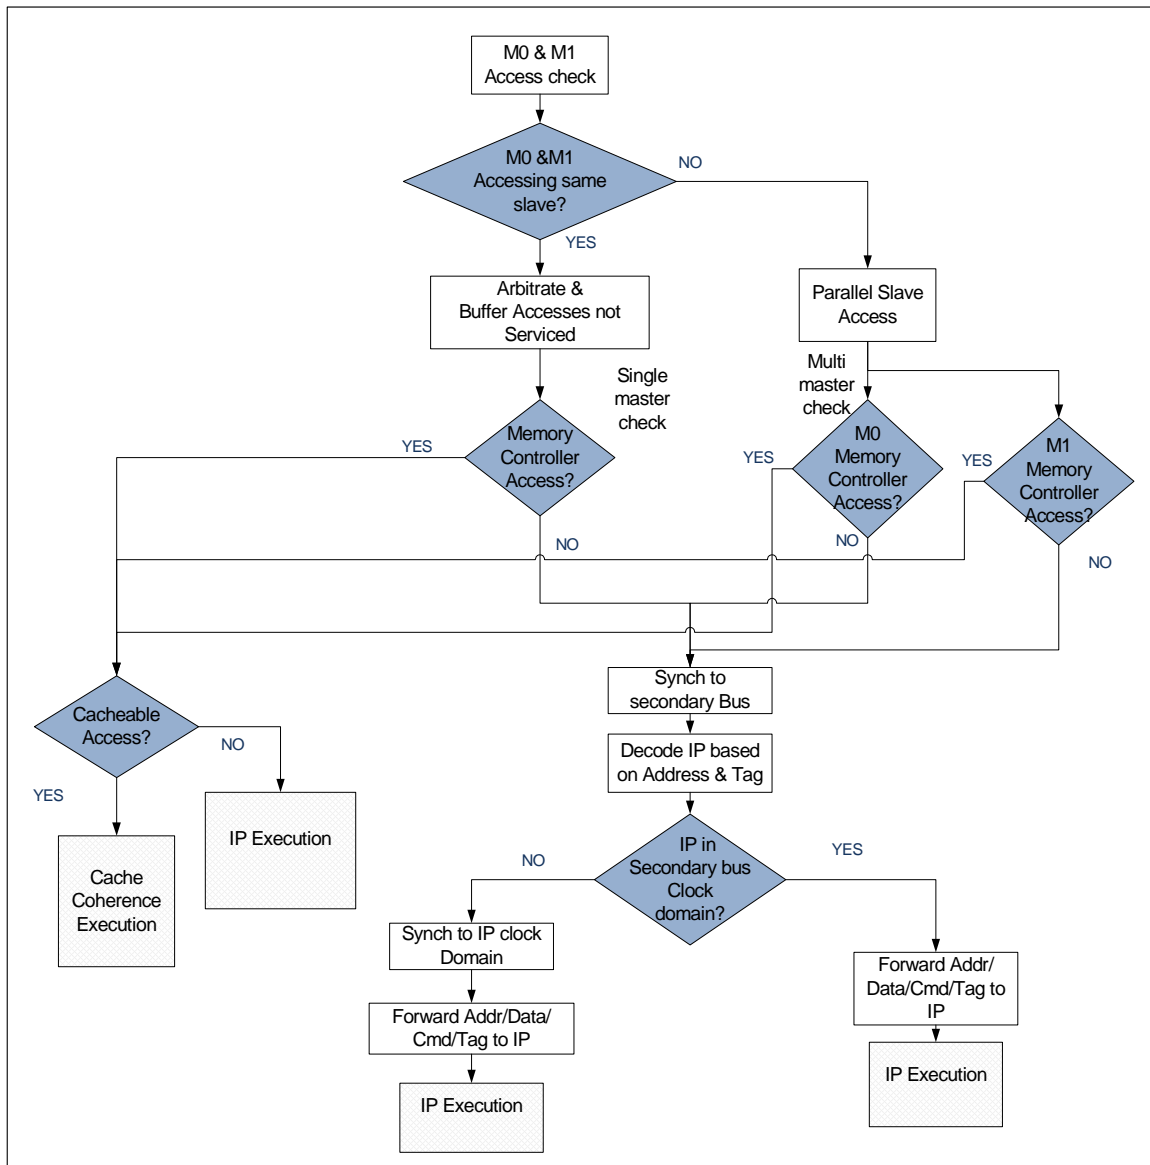 M0 & M1
Access check
M0 &M1
Accessing same
slave?
NO
YES
Arbitrate &
Buffer Accesses not
Serviced
Parallel Slave
Access
Single
master
check
Multi
master
check
Memory
Controller
Access?
YES
NO
M0
Memory
Controller
Access?
YES
NO
M1
Memory
Controller
Access?
YES
NO
Synch to
secondary Bus
Decode IP based
on Address & Tag
Cacheable
Access?
NO
YES
IP Execution
Cache
Coherence
Execution
IP in
Secondary bus
Clock
domain?
NO
YES
Synch to IP clock
Domain
Forward Addr/Data/
Cmd/Tag to IP
IP Execution
Forward Addr/
Data/Cmd/Tag to
IP
IP Execution